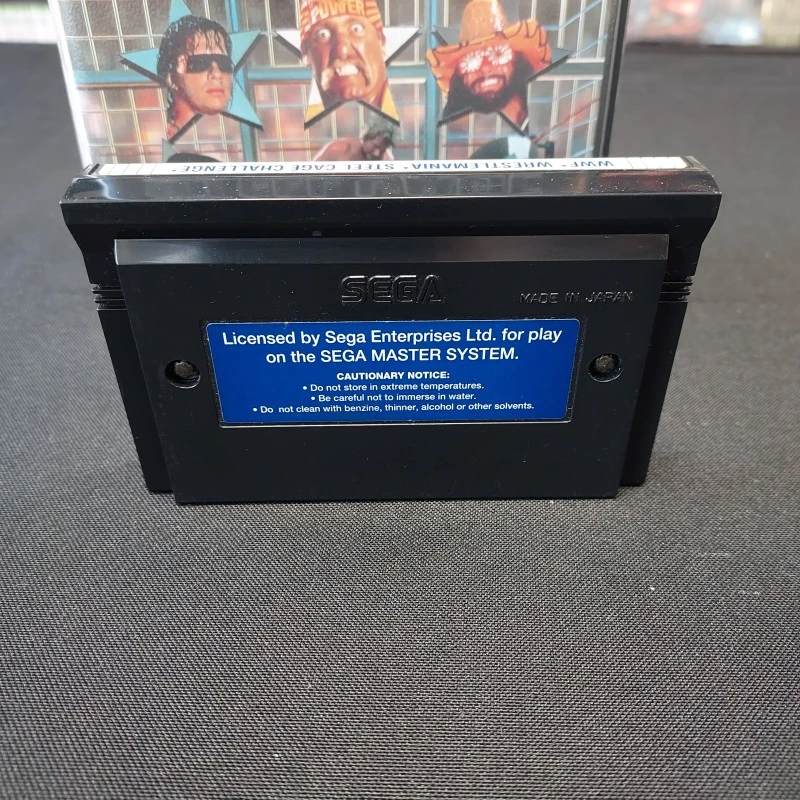 POWER
WWF® WRESTLEMANIA® STEEL CAGE CHALLENGE®
SEGA
MADE IN JAPAN
Licensed by Sega Enterprises Ltd. for play
on the SEGA MASTER SYSTEM.
CAUTIONARY NOTICE:
• Do not store in extreme temperatures.
• Be careful not to immerse in water.
• Do not clean with benzine, thinner, alcohol or other solvents.